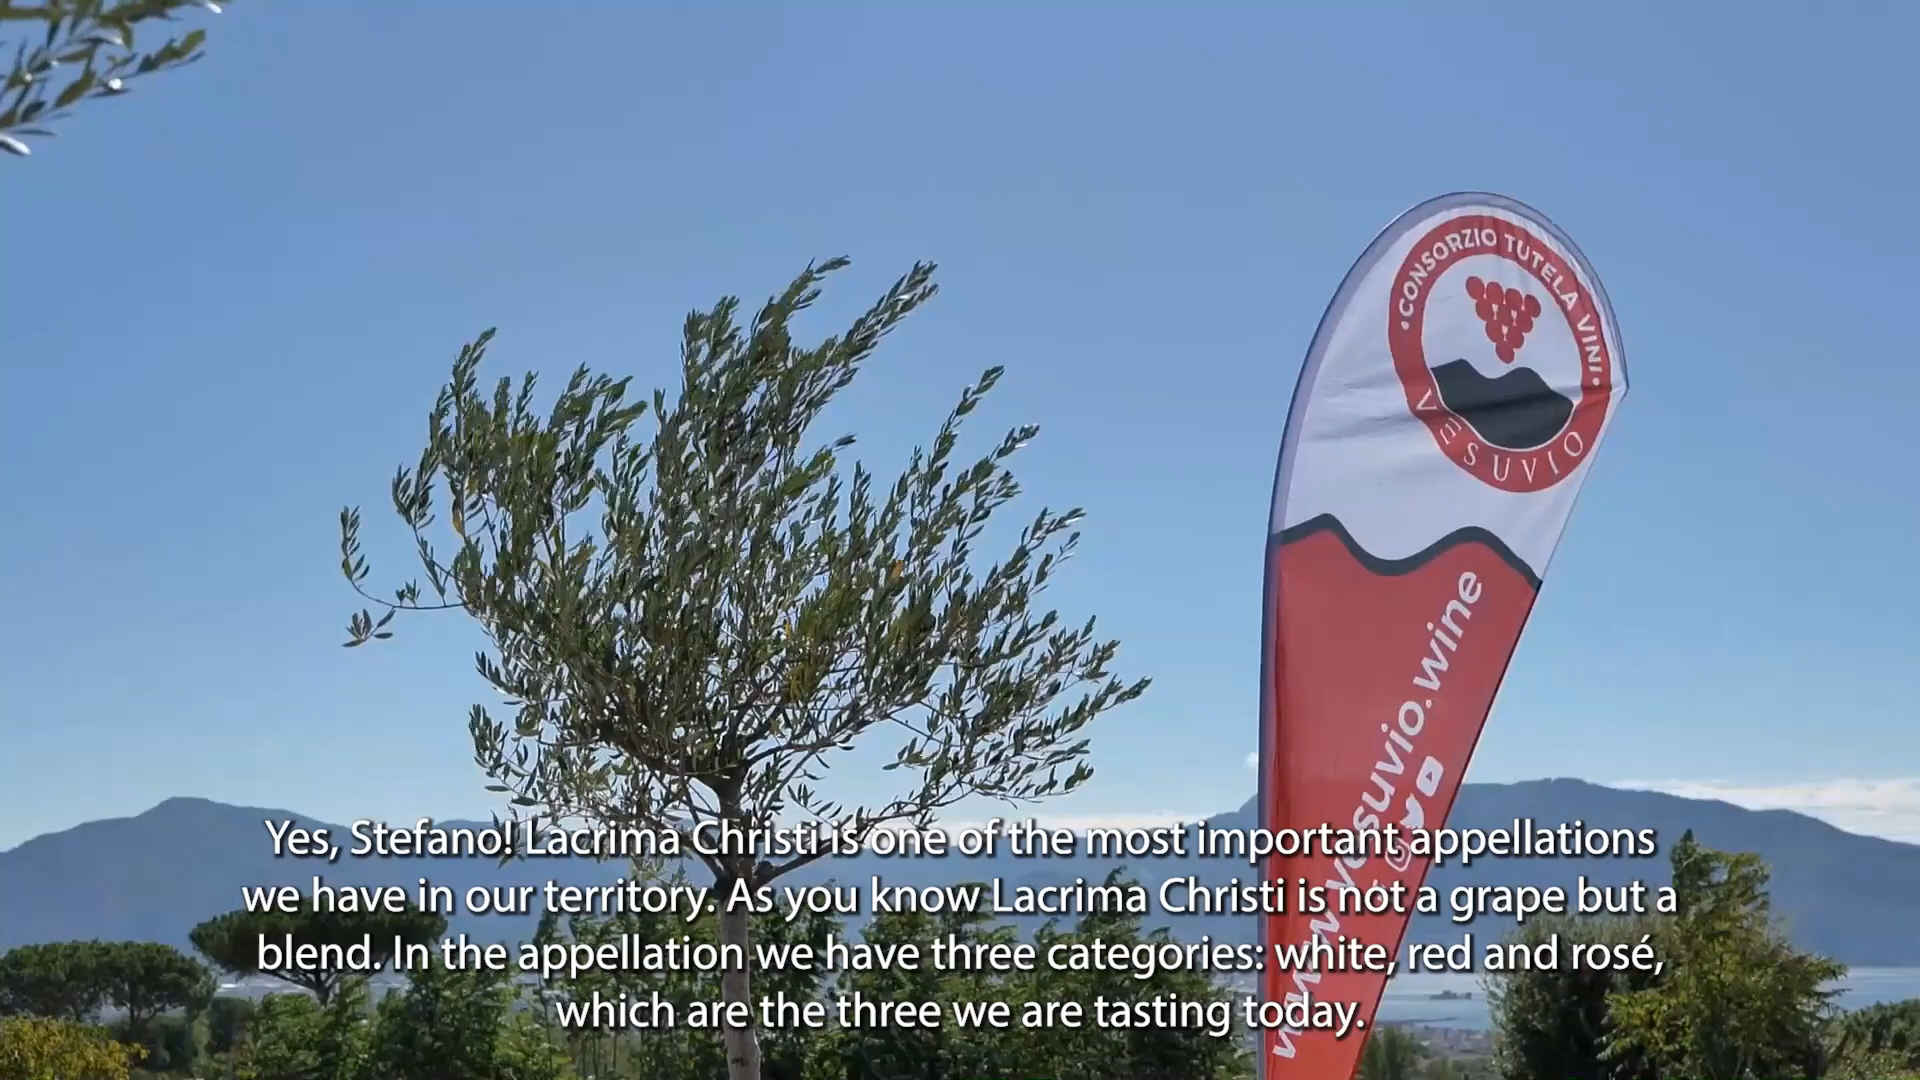 CONSORZIO TUTELA VINI
VESUVIO
www.vesuvio.wine
Yes, Stefano! Lacrima Christi is one of the most important appellations
we have in our territory. As you know Lacrima Christi is not a grape but a
blend. In the appellation we have three categories: white, red and rosé,
which are the three we are tasting today.